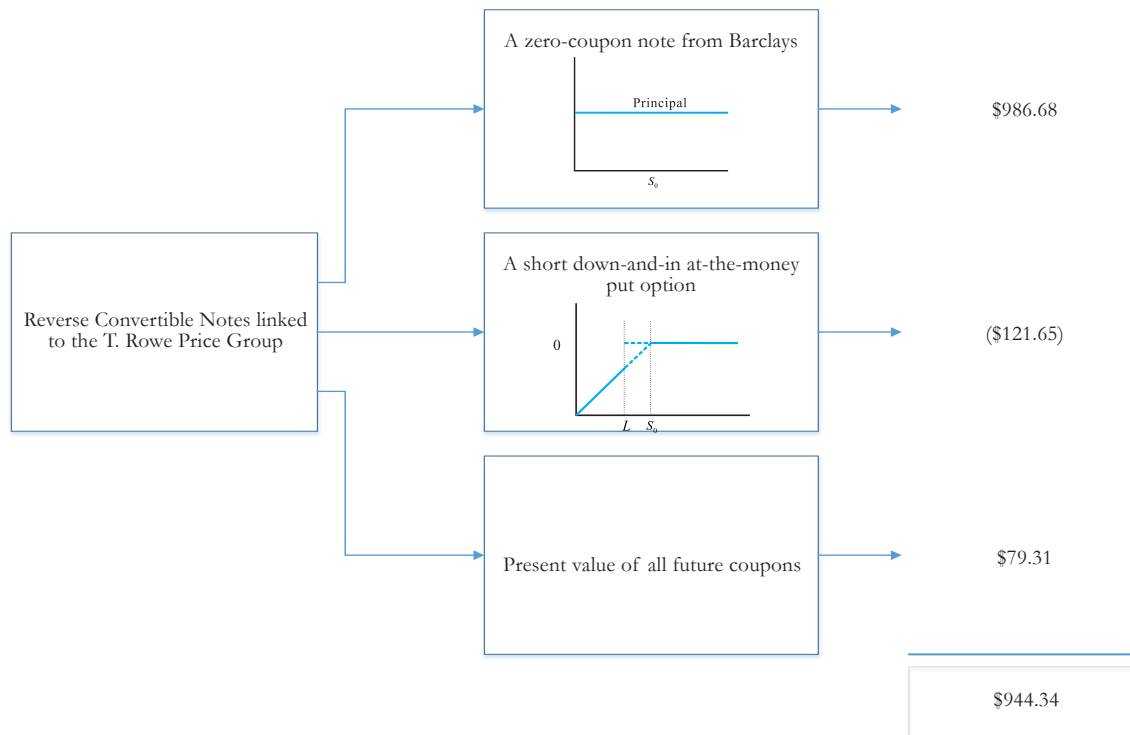 A zero-coupon note from Barclays
Principal
S₀
$986.68
Reverse Convertible Notes linked
to the T. Rowe Price Group
A short down-and-in at-the-money
put option
0
L S₀
($121.65)
Present value of all future coupons
$79.31
$944.34